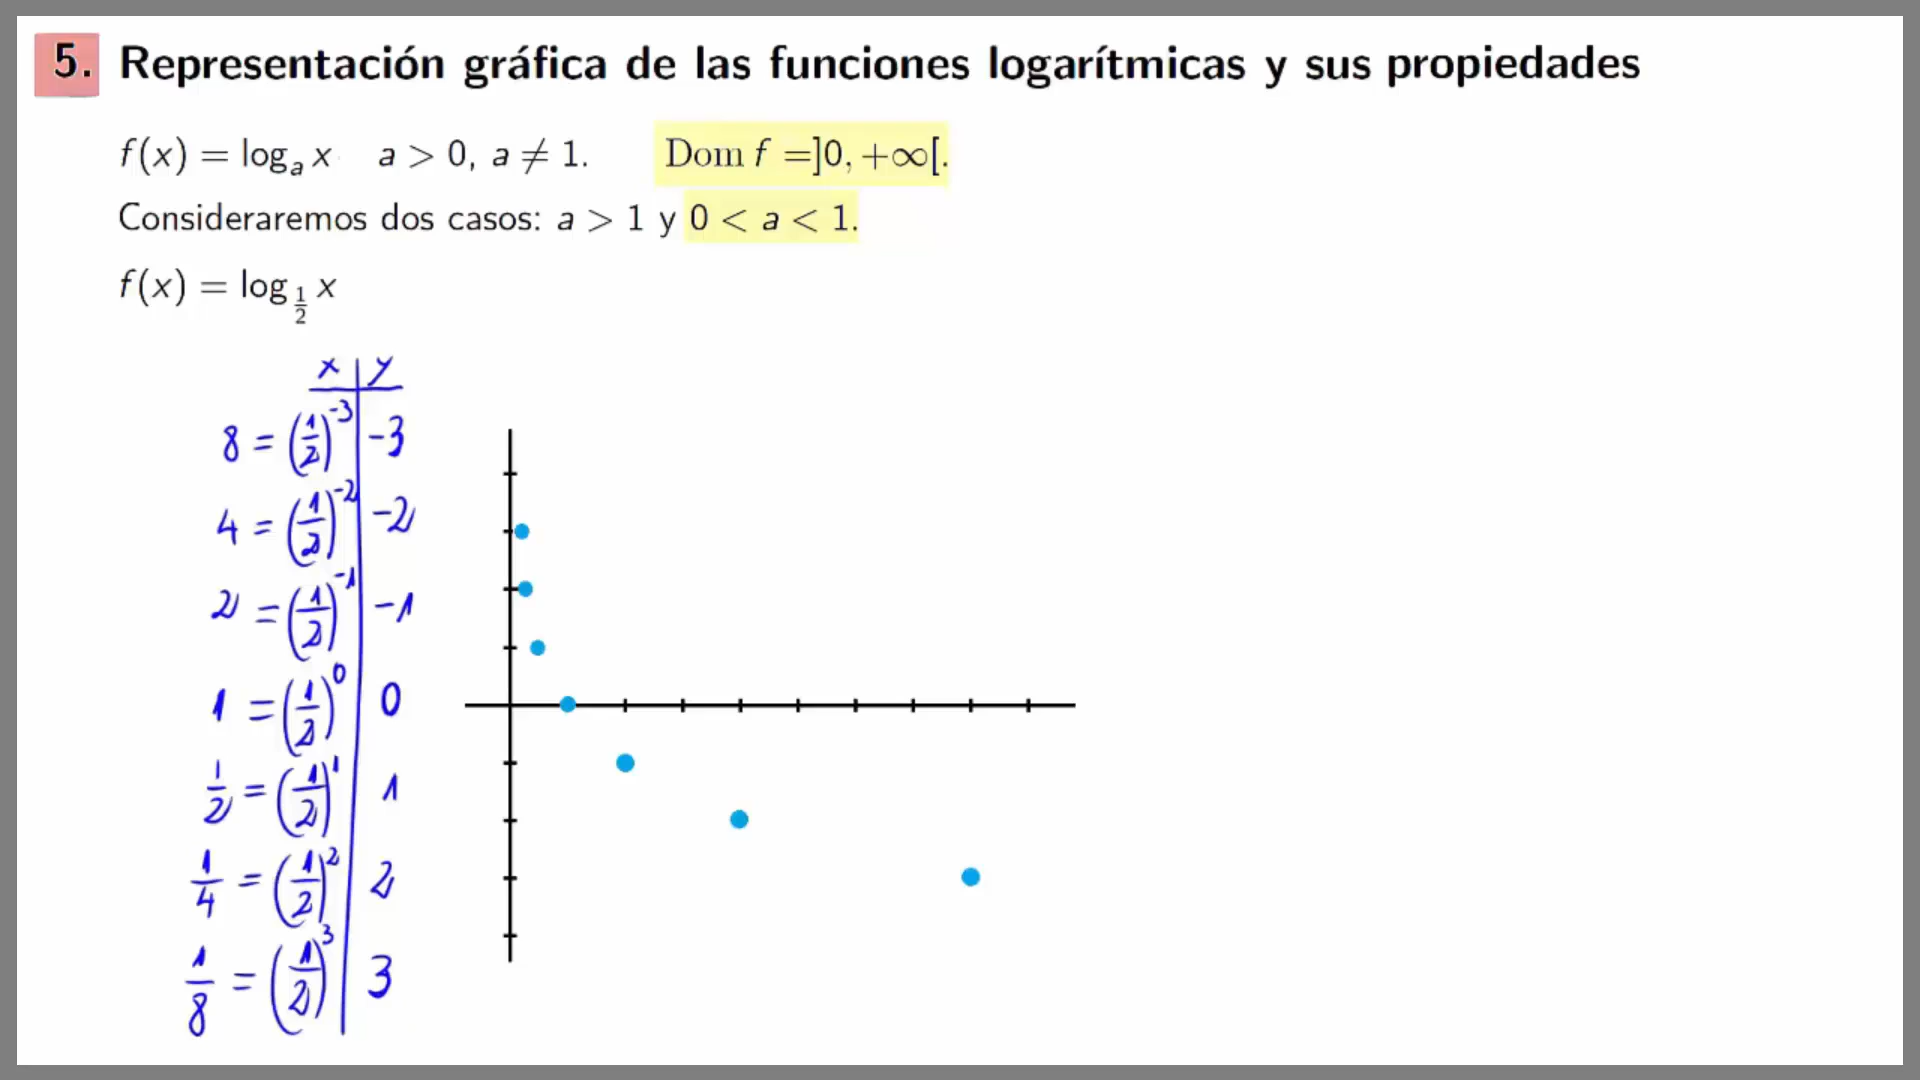 5. Representación gráfica de las funciones logarítmicas y sus propiedades
f(x) = logₐ x   a > 0, a ≠ 1.   Dom f =]0, +∞[.
Consideraremos dos casos: a > 1 y 0 < a < 1.
f(x) = log_{1/2} x
x | y
8 = (1/2)^{-3} | -3
4 = (1/2)^{-2} | -2
2 = (1/2)^{-1} | -1
1 = (1/2)^{0} | 0
1/2 = (1/2)^{1} | 1
1/4 = (1/2)^{2} | 2
1/8 = (1/2)^{3} | 3